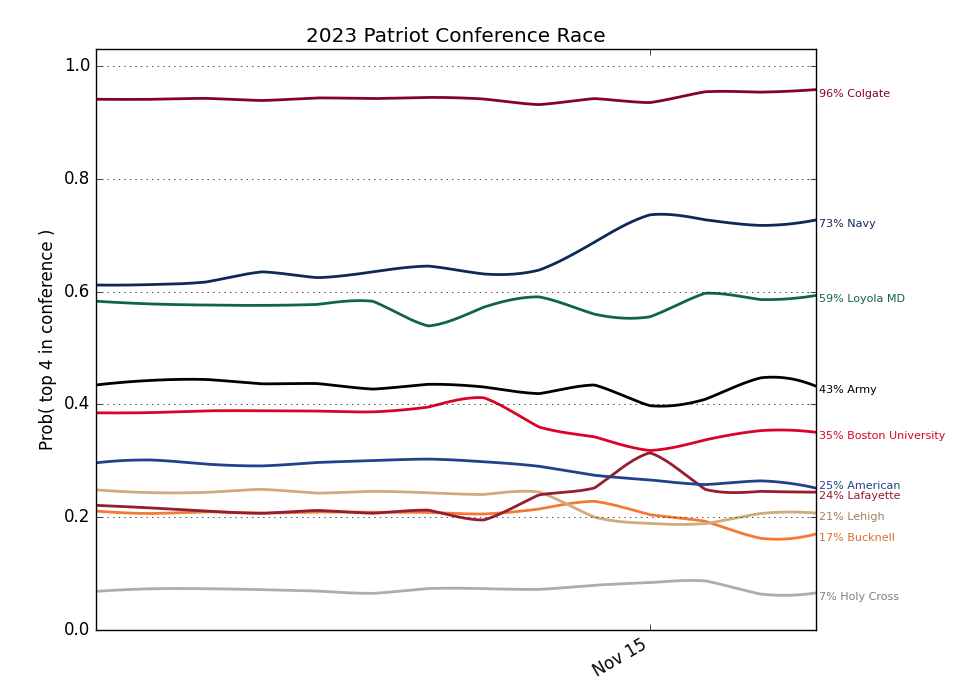 2023 Patriot Conference Race
Prob( top 4 in conference )
1.0
0.8
0.6
0.4
0.2
0.0
Nov 15
96% Colgate
73% Navy
59% Loyola MD
43% Army
35% Boston University
25% American
24% Lafayette
21% Lehigh
17% Bucknell
7% Holy Cross